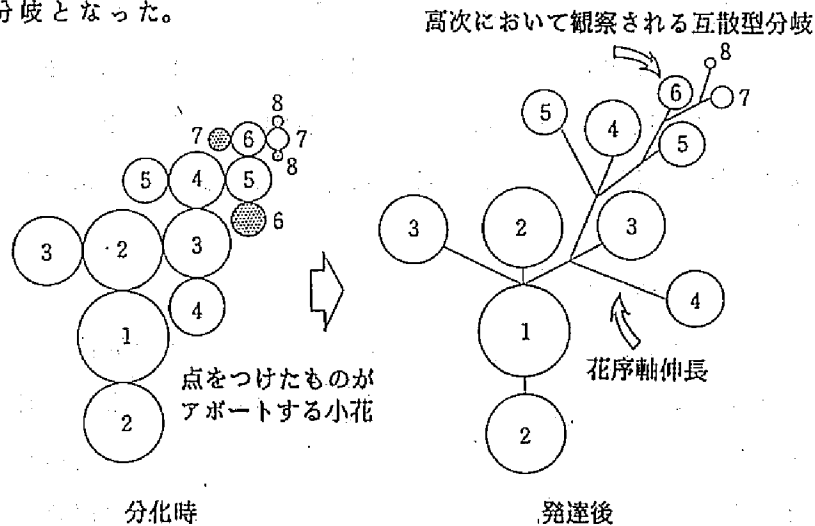 分岐となった。
高次において観察される互散型分岐
8
7 6 7
8
5 4 5
6
3 2 3
4
1
2
点をつけたものが
アボートする小花
分化時
8
6
7
5 4
5
3 2 3
4
1
花序軸伸長
2
発達後